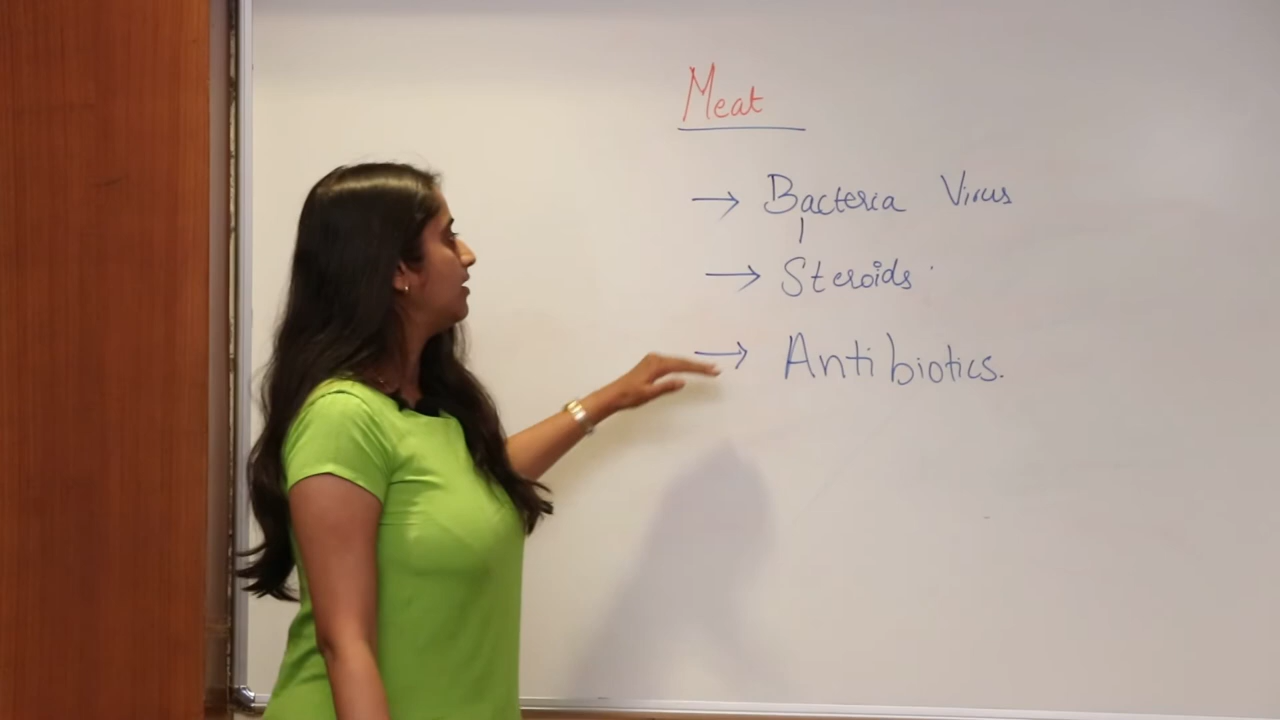 Meat
→ Bacteria Virus
→ Steroids.
→ Antibiotics.